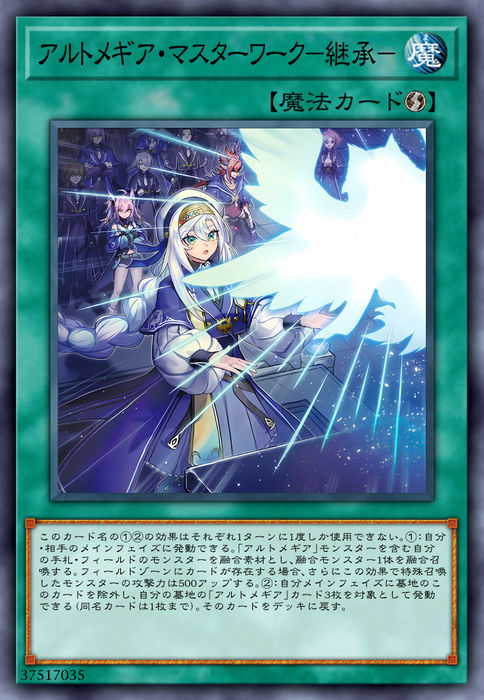 アルトメギア・マスターワーク－継承－
魔
【魔法カード】
このカード名の①②の効果はそれぞれ1ターンに1度しか使用できない。①:自分
・相手のメインフェイズに発動できる。「アルトメギア」モンスターを含む自分
の手札・フィールドのモンスターを融合素材とし、融合モンスター1体を融合召
喚する。フィールドゾーンにカードが存在する場合、さらにこの効果で特殊召喚
したモンスターの攻撃力は500アップする。②:自分メインフェイズに墓地のこ
のカードを除外し、自分の墓地の「アルトメギア」カード3枚を対象として発動
できる(同名カードは1枚まで)。そのカードをデッキに戻す。
37517035